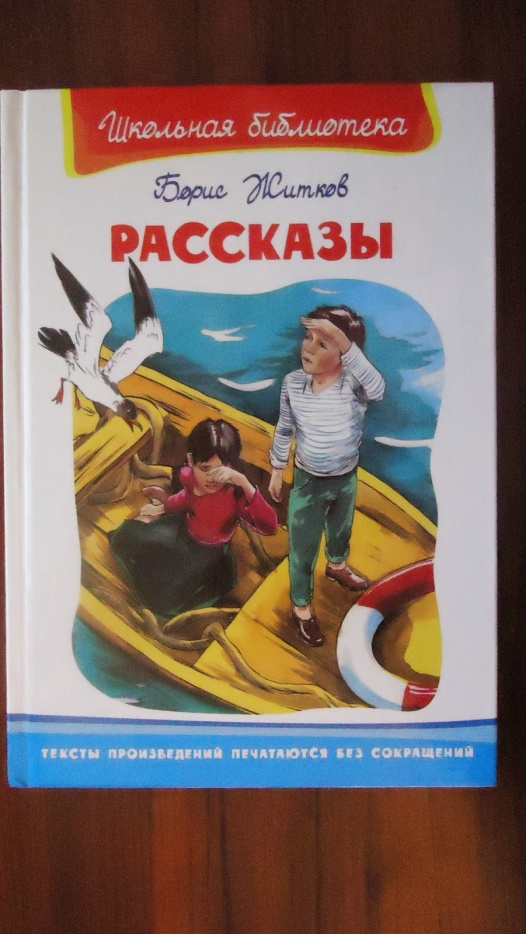 Школьная библиотека
Борис Житков
РАССКАЗЫ
ТЕКСТЫ ПРОИЗВЕДЕНИЙ ПЕЧАТАЮТСЯ БЕЗ СОКРАЩЕНИЙ